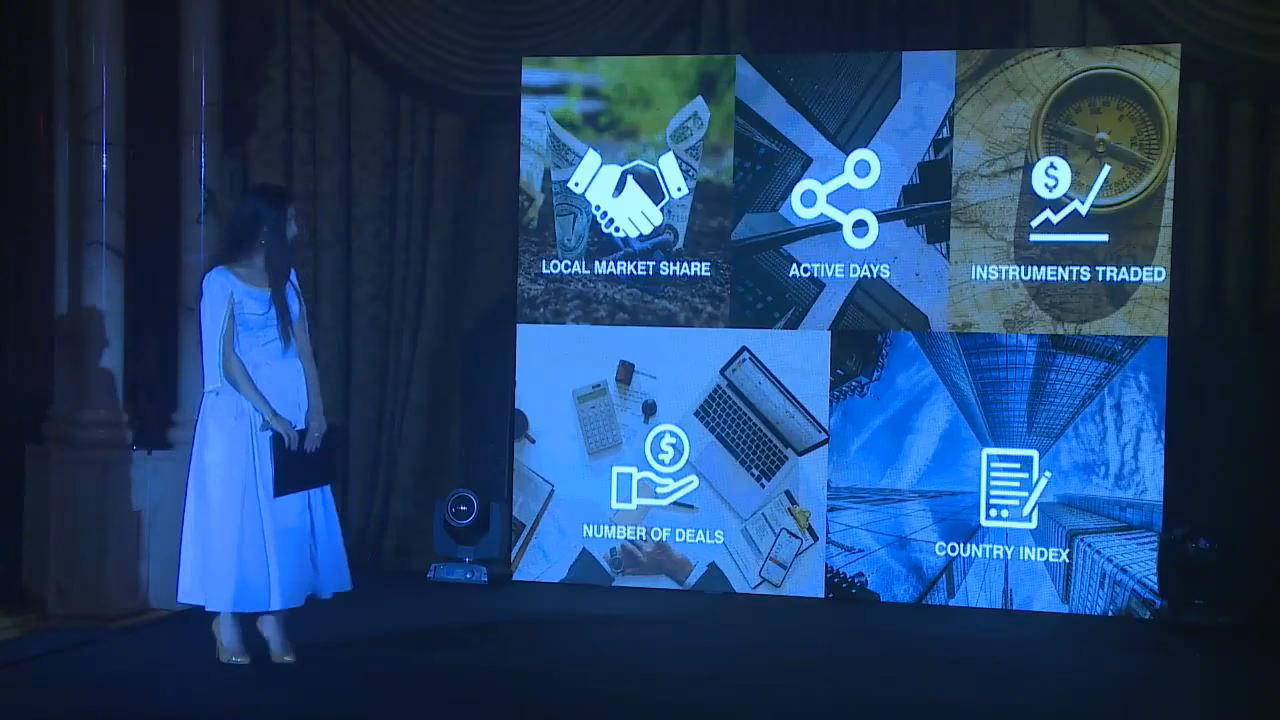 LOCAL MARKET SHARE
ACTIVE DAYS
$
INSTRUMENTS TRADED
$
NUMBER OF DEALS
COUNTRY INDEX